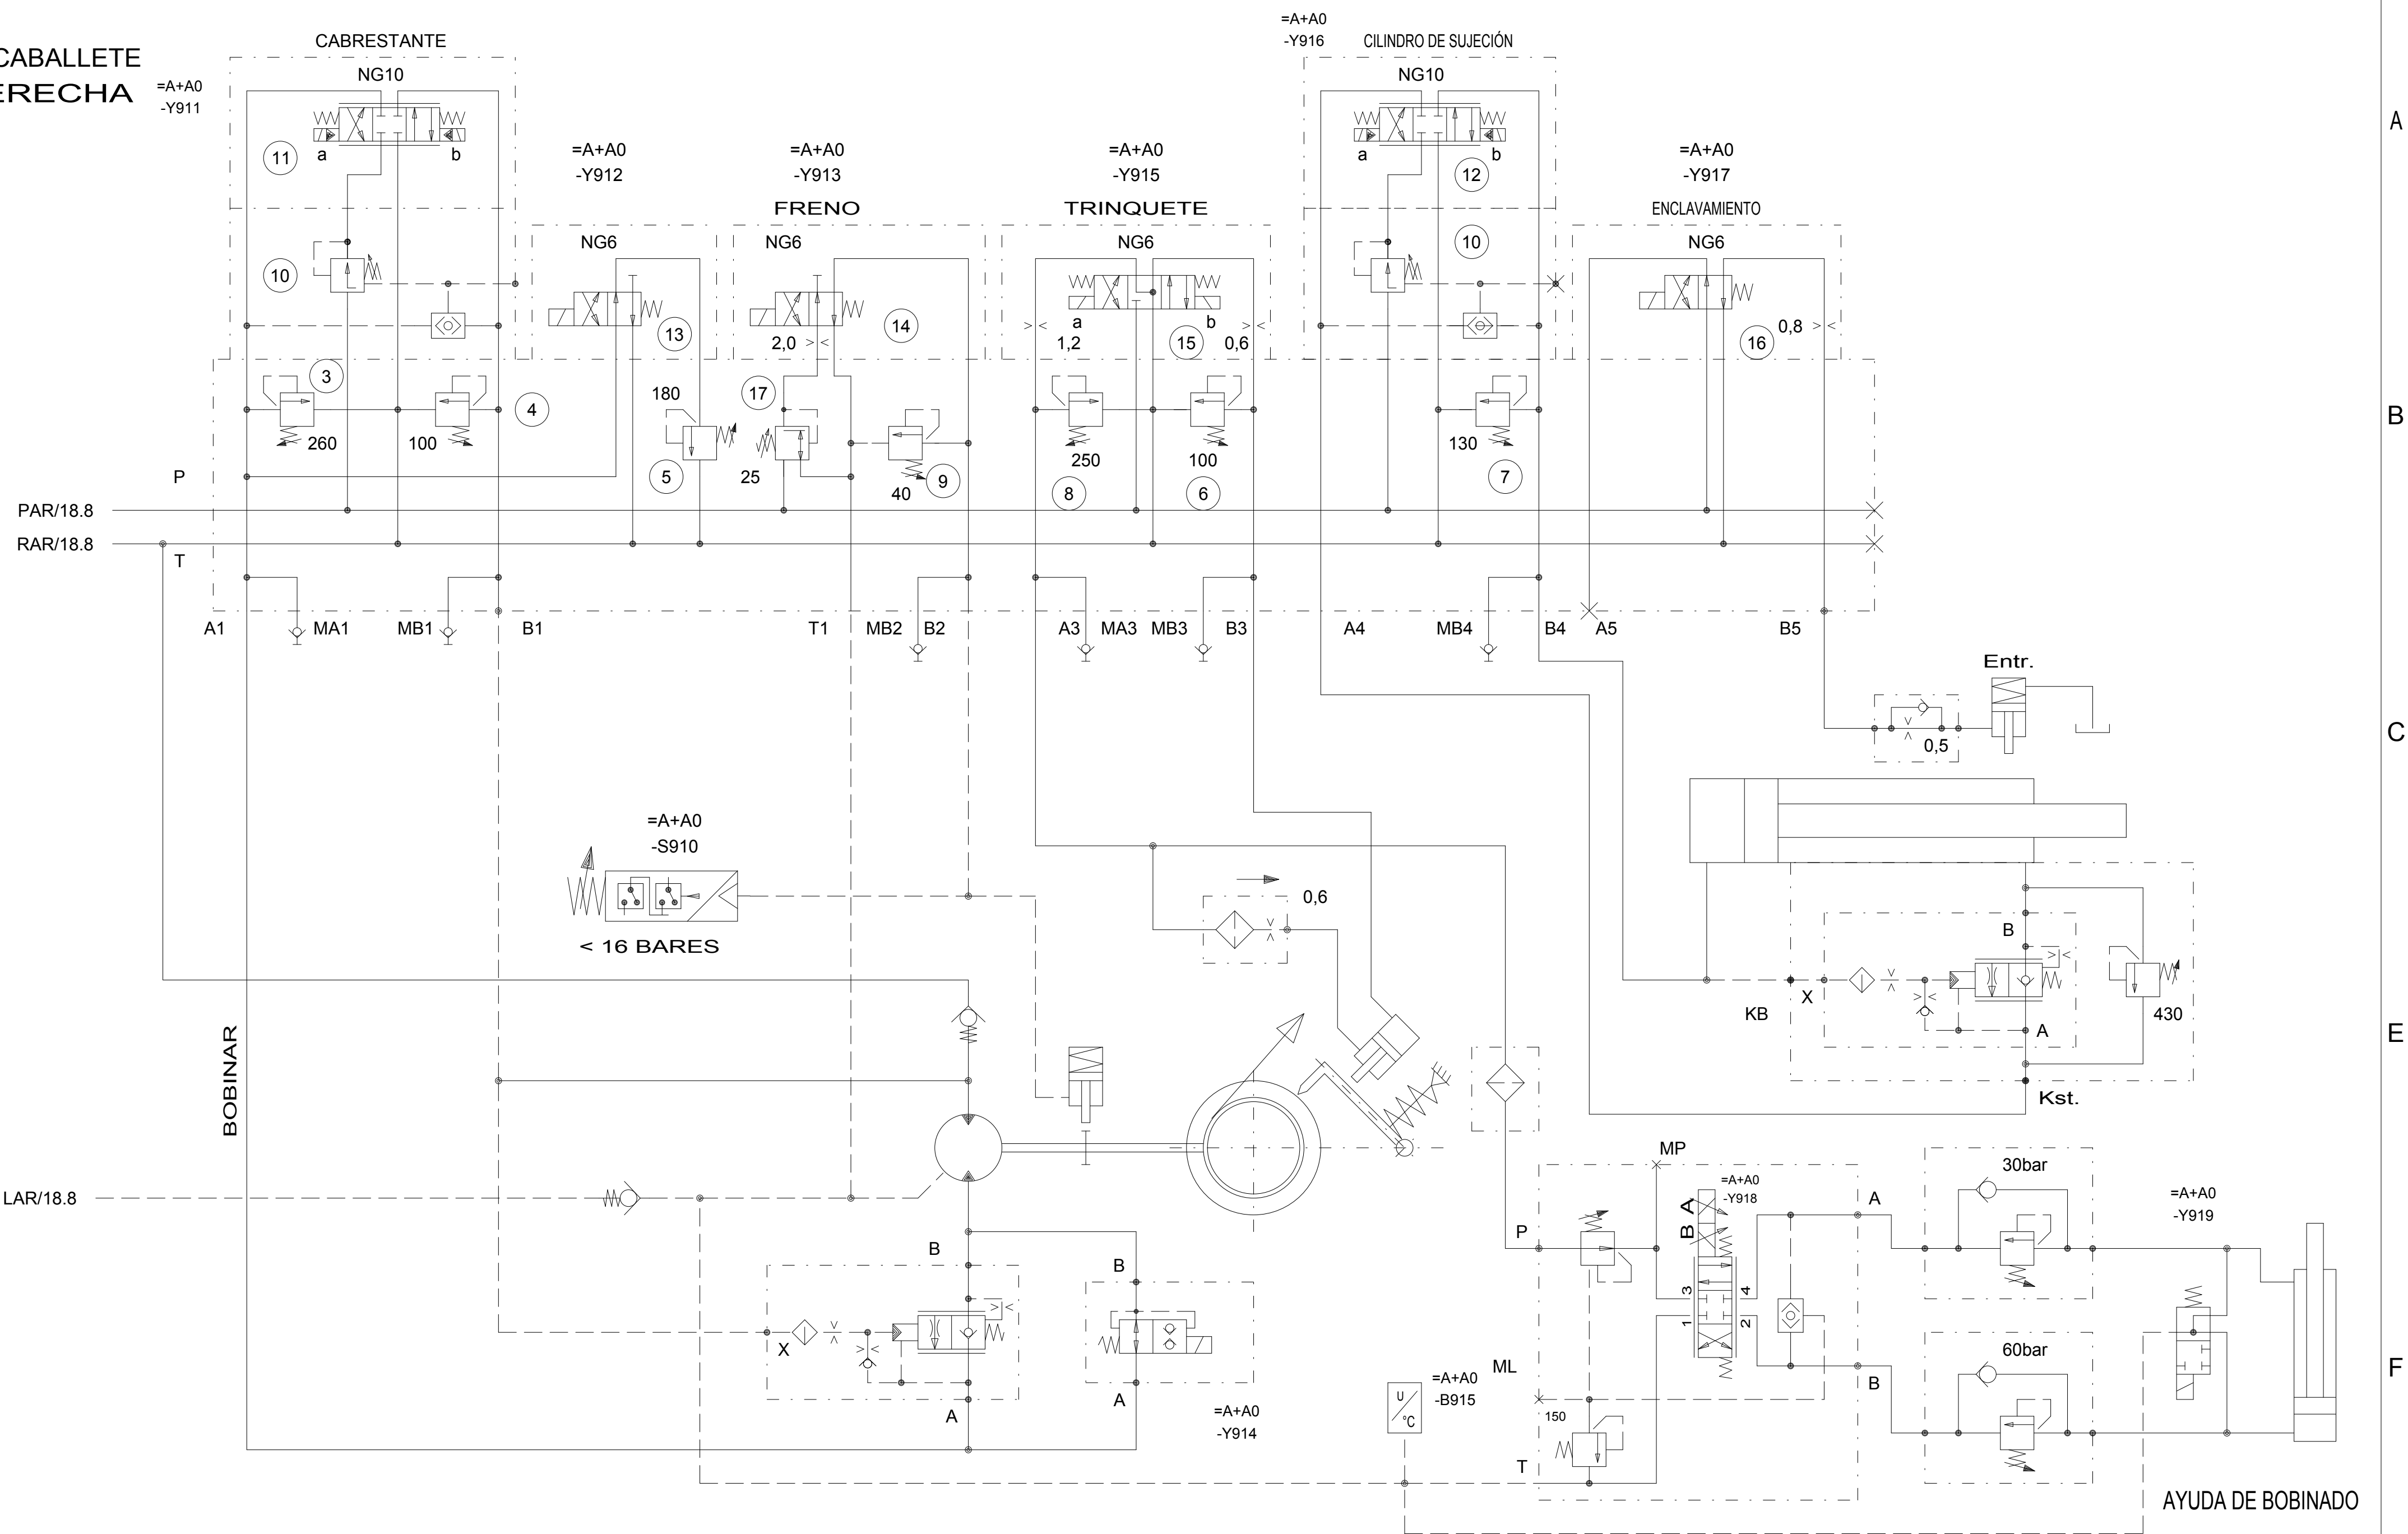 CABALLETE
ERECHA
=A+A0
-Y911
CABRESTANTE
NG10
11
a
b
10
=A+A0
-Y912
NG6
13
=A+A0
-Y913
FRENO
NG6
14
2,0
=A+A0
-Y915
TRINQUETE
NG6
a
b
1,2
15
0,6
=A+A0
-Y916
CILINDRO DE SUJECIÓN
NG10
a
b
12
10
=A+A0
-Y917
ENCLAVAMIENTO
NG6
16
0,8
A
B
C
E
F
3
260
100
4
180
5
17
25
40
9
250
8
100
6
130
7
P
PAR/18.8
RAR/18.8
T
A1
MA1
MB1
B1
T1
MB2
B2
A3
MA3
MB3
B3
A4
MB4
B4
A5
B5
Entr.
0,5
=A+A0
-S910
< 16 BARES
0,6
B
X
KB
A
430
Kst.
BOBINAR
LAR/18.8
B
X
A
B
A
=A+A0
-Y914
MP
=A+A0
-Y918
B A
P
3
4
1
2
ML
150
T
A
B
U
°C
=A+A0
-B915
30bar
60bar
=A+A0
-Y919
AYUDA DE BOBINADO